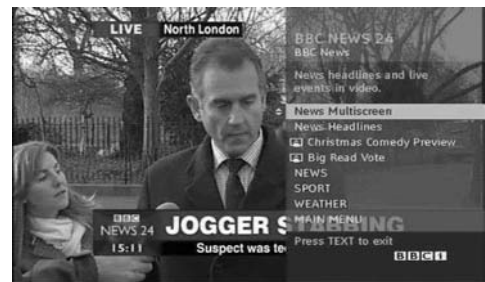 LIVE North London
BBC NEWS 24
BBC News
News headlines and live
events in video.
News Multiscreen
News Headlines
Christmas Comedy Preview
Big Read Vote
NEWS
SPORT
WEATHER
MAIN MENU
Press TEXT to exit
BBC 1
BBC
NEWS 24
15:11
JOGGER STABBING
Suspect was